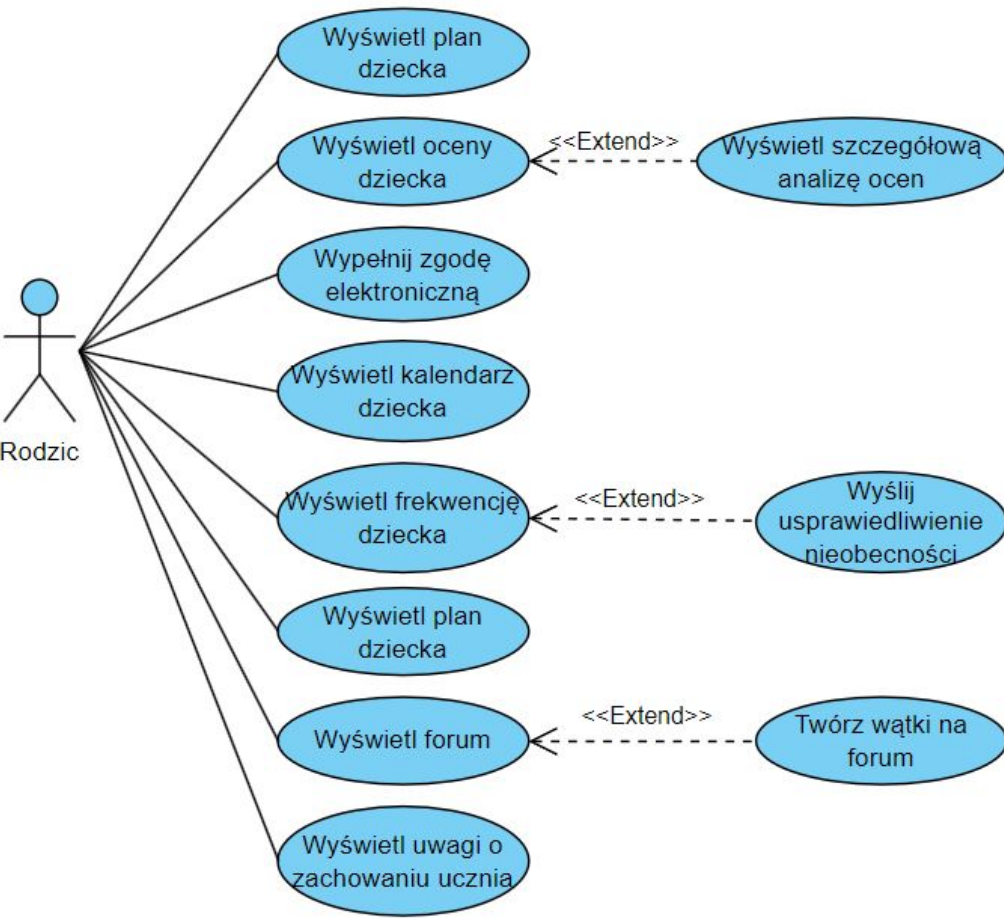 Wyświetl plan
dziecka
Wyświetl oceny
dziecka
<<Extend>>
Wyświetl szczegółową
analizę ocen
Wypełnij zgodę
elektroniczną
Wyświetl kalendarz
dziecka
Rodzic
Wyświetl frekwencję
dziecka
<<Extend>>
Wyślij
usprawiedliwienie
nieobecności
Wyświetl plan
dziecka
Wyświetl forum
<<Extend>>
Twórz wątki na
forum
Wyświetl uwagi o
zachowaniu ucznia